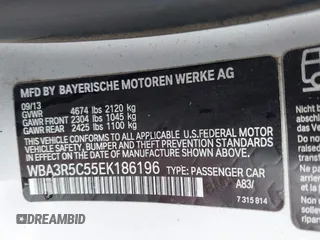 MFD BY BAYERISCHE MOTOREN WERKE AG
09/13
GVWR 4674 lbs 2120 kg
GAWR FRONT 2304 lbs 1045 kg
GAWR REAR 2425 lbs 1100 kg
THIS CAR CONFORMS TO ALL APPLICABLE U.S.FEDERAL MOTOR
VEHICLE SAFETY, BUMPER, AND THEFT PREVENTION STANDARDS
IN EFFECT ON THE DATE OF MANUFACTURE SHOWN ABOVE.
WBA3R5C55EK186196 TYPE: PASSENGER CAR
A83/
7 315 814
DREAMBID.COM